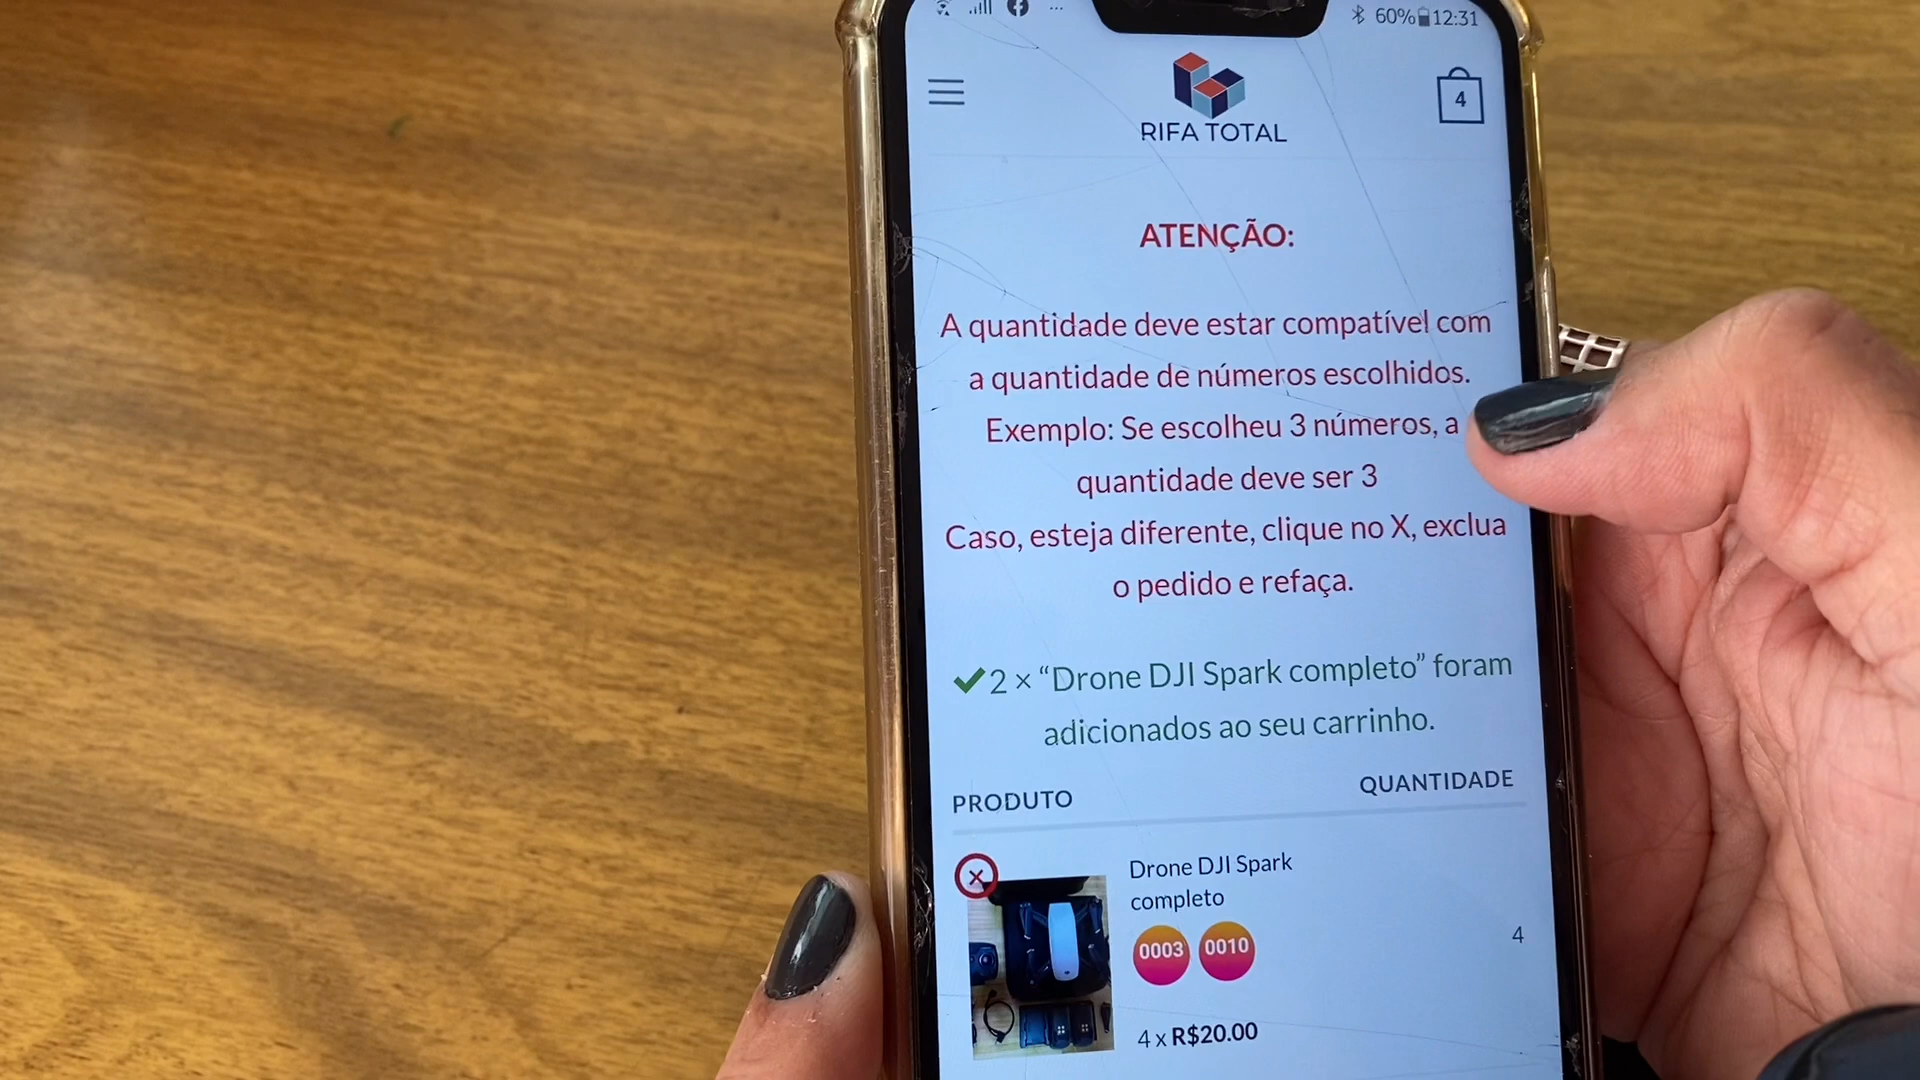 60% 12:31
4
RIFA TOTAL
ATENÇÃO:
A quantidade deve estar compatível com
a quantidade de números escolhidos.
Exemplo: Se escolheu 3 números, a
quantidade deve ser 3
Caso, esteja diferente, clique no X, exclua
o pedido e refaça.
2 × “Drone DJI Spark completo” foram
adicionados ao seu carrinho.
PRODUTO QUANTIDADE
Drone DJI Spark
completo
0003 0010 4
4 x R$20.00